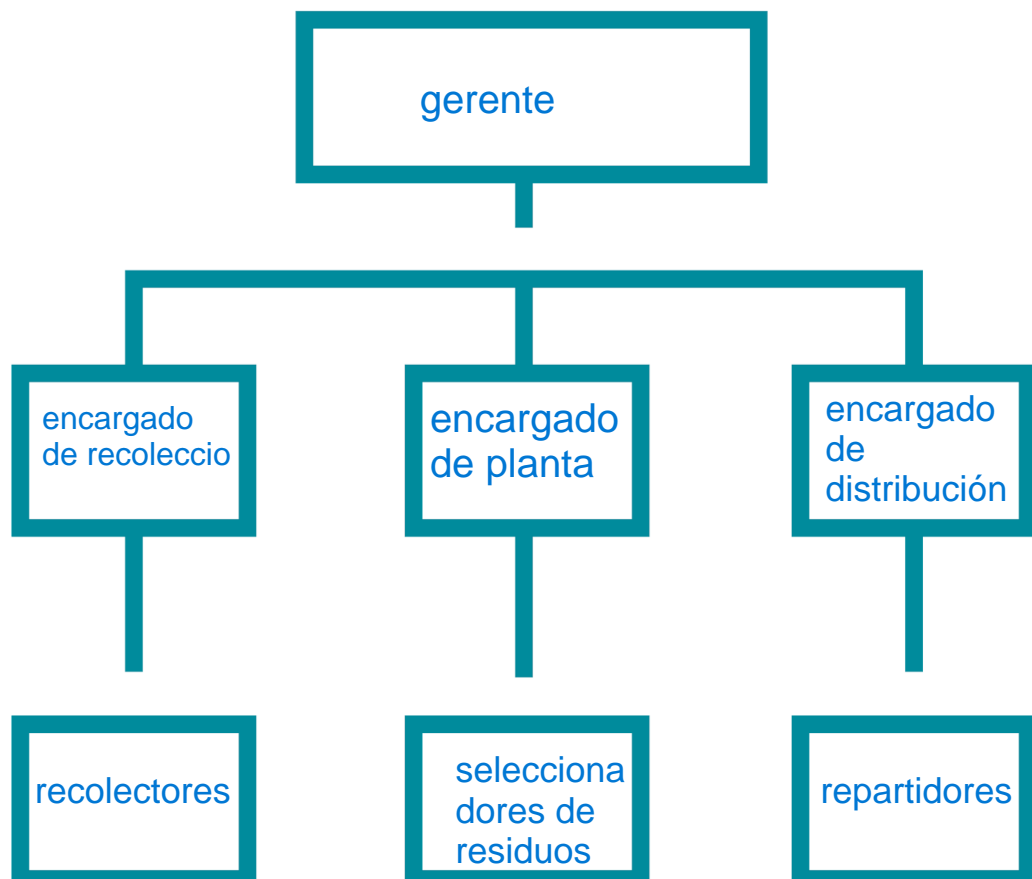 gerente
encargado
de recoleccio
encargado
de planta
encargado
de
distribución
recolectores
selecciona
dores de
residuos
repartidores